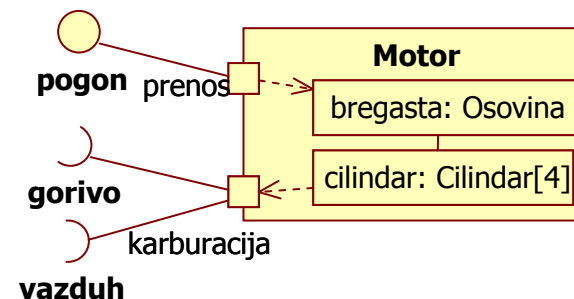 Motor
pogon
prenos
bregasta: Osovina
cilindar: Cilindar[4]
gorivo
karburacija
vazduh